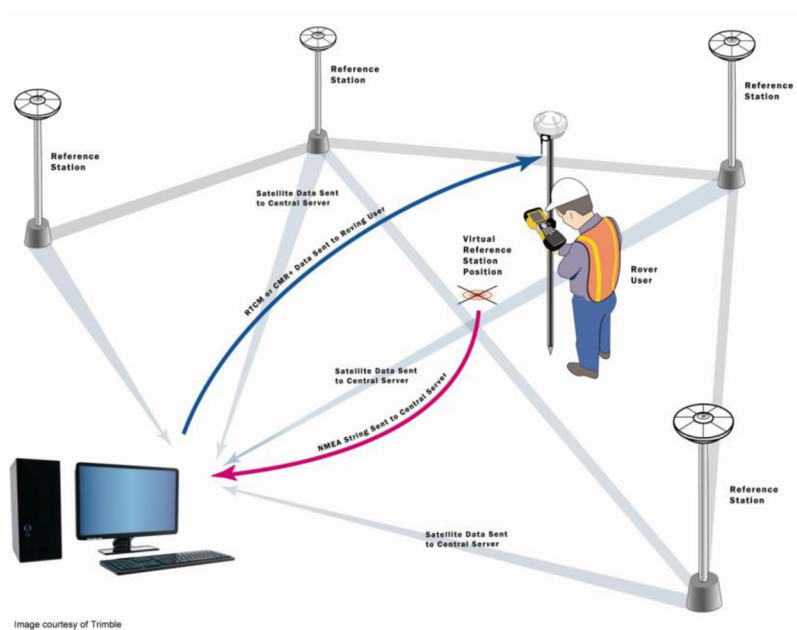 Reference
Station
Reference
Station
Reference
Station
Satellite Data Sent
to Central Server
RTCM or CMR+ Data Sent to Roving User
Virtual
Reference
Station
Position
Rover
User
Satellite Data Sent
to Central Server
NMEA String Sent to Central Server
Reference
Station
Satellite Data Sent
to Central Server
Image courtesy of Trimble